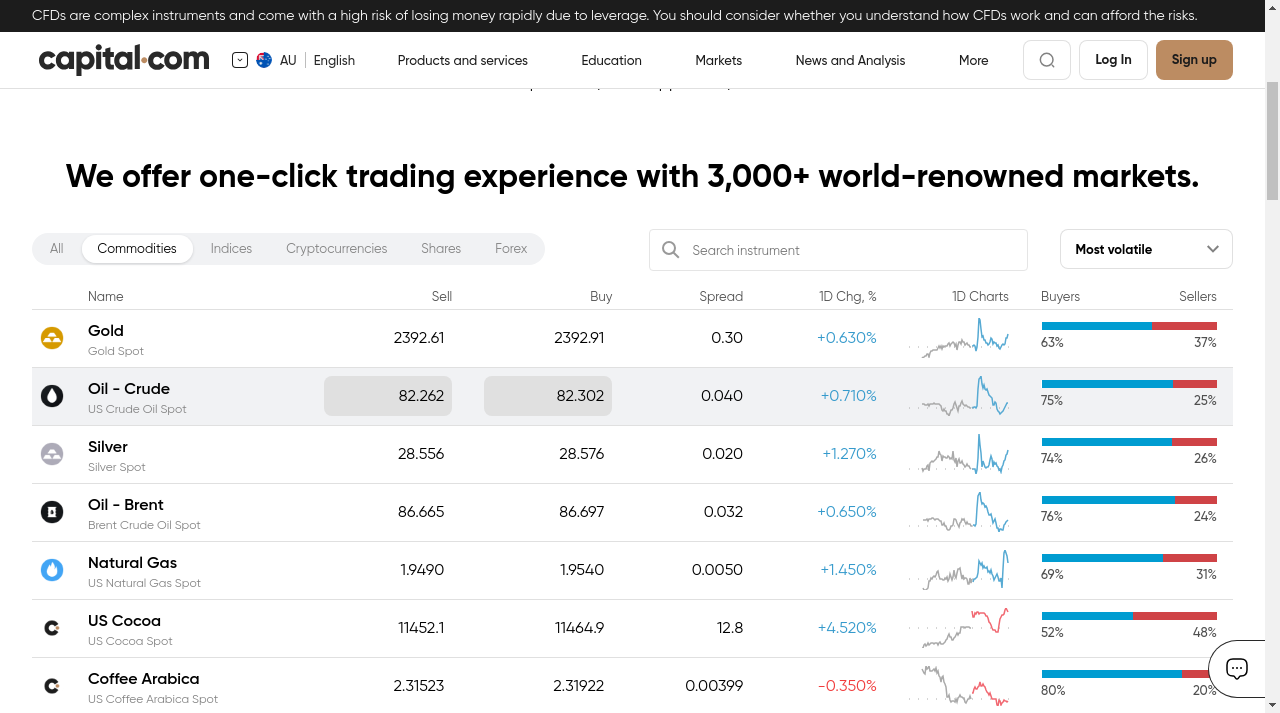 CFDs are complex instruments and come with a high risk of losing money rapidly due to leverage. You should consider whether you understand how CFDs work and can afford the risks.
capital.com AU English Products and services Education Markets News and Analysis More Log In Sign up
We offer one-click trading experience with 3,000+ world-renowned markets.
All Commodities Indices Cryptocurrencies Shares Forex Search instrument Most volatile
Name Sell Buy Spread 1D Chg, % 1D Charts Buyers Sellers
Gold 2392.61 2392.91 0.30 +0.630%
Gold Spot 63% 37%
Oil - Crude 82.262 82.302 0.040 +0.710%
US Crude Oil Spot 75% 25%
Silver 28.556 28.576 0.020 +1.270%
Silver Spot 74% 26%
Oil - Brent 86.665 86.697 0.032 +0.650%
Brent Crude Oil Spot 76% 24%
Natural Gas 1.9490 1.9540 0.0050 +1.450%
US Natural Gas Spot 69% 31%
US Cocoa 11452.1 11464.9 12.8 +4.520%
US Cocoa Spot 52% 48%
Coffee Arabica 2.31523 2.31922 0.00399 -0.350%
US Coffee Arabica Spot 80% 20%